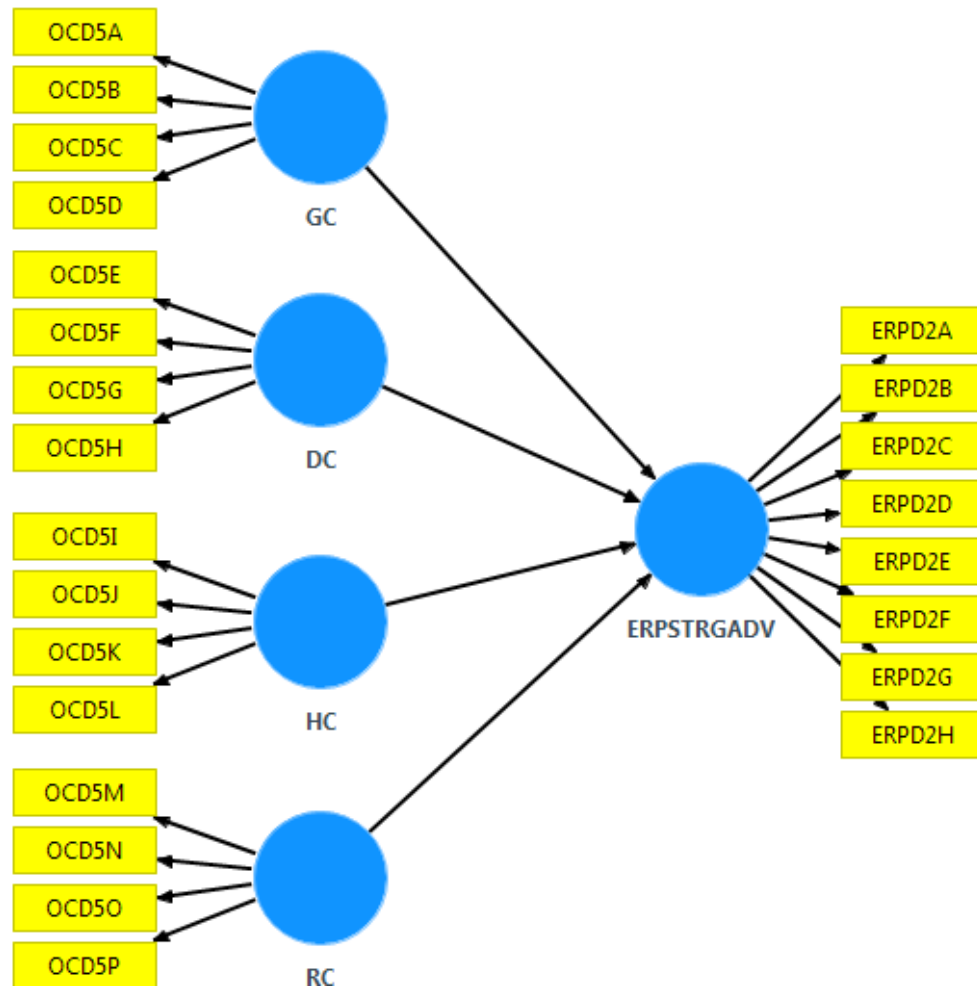 OCD5A
OCD5B
OCD5C
OCD5D
GC
OCD5E
OCD5F
OCD5G
OCD5H
DC
OCD5I
OCD5J
OCD5K
OCD5L
HC
OCD5M
OCD5N
OCD5O
OCD5P
RC
ERPSTRGADV
ERPD2A
ERPD2B
ERPD2C
ERPD2D
ERPD2E
ERPD2F
ERPD2G
ERPD2H